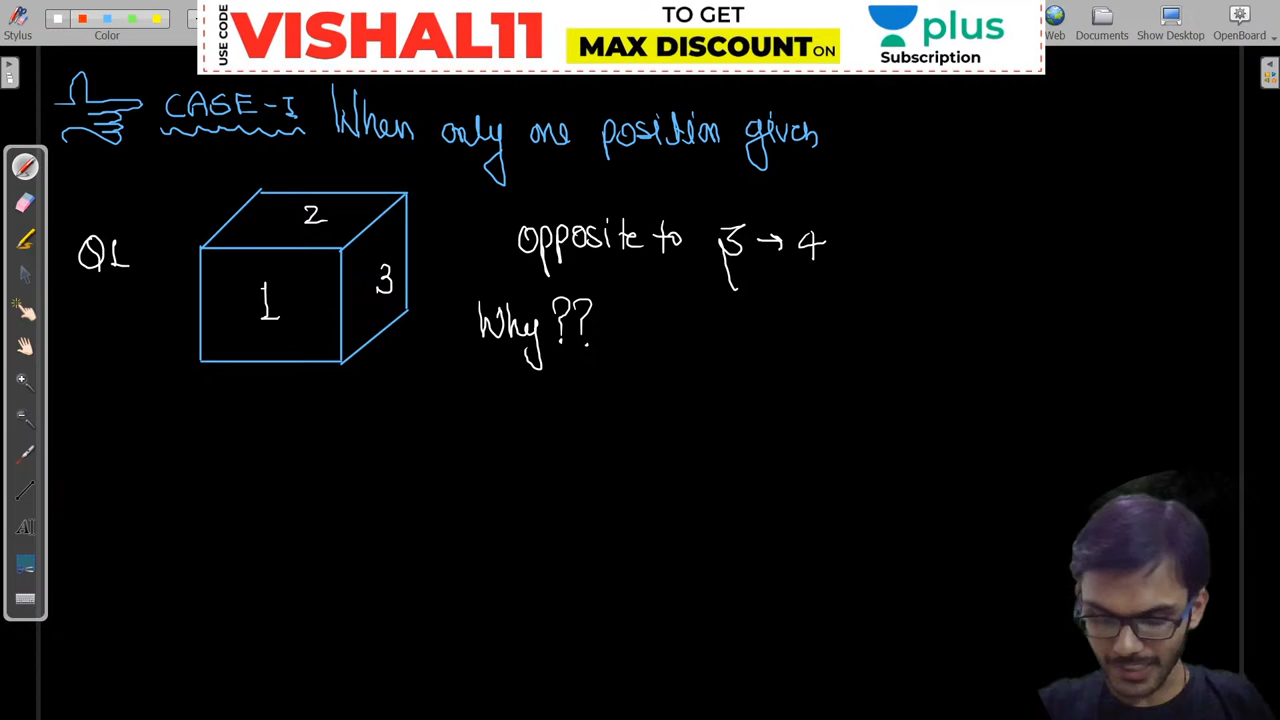 Stylus
Color
USE CODE
VISHAL11
TO GET
MAX DISCOUNT ON
plus
Subscription
Web
Documents
Show Desktop
OpenBoard
CASE-I When only one position given
Q1
2
1
3
opposite to 3 → 4
Why ??